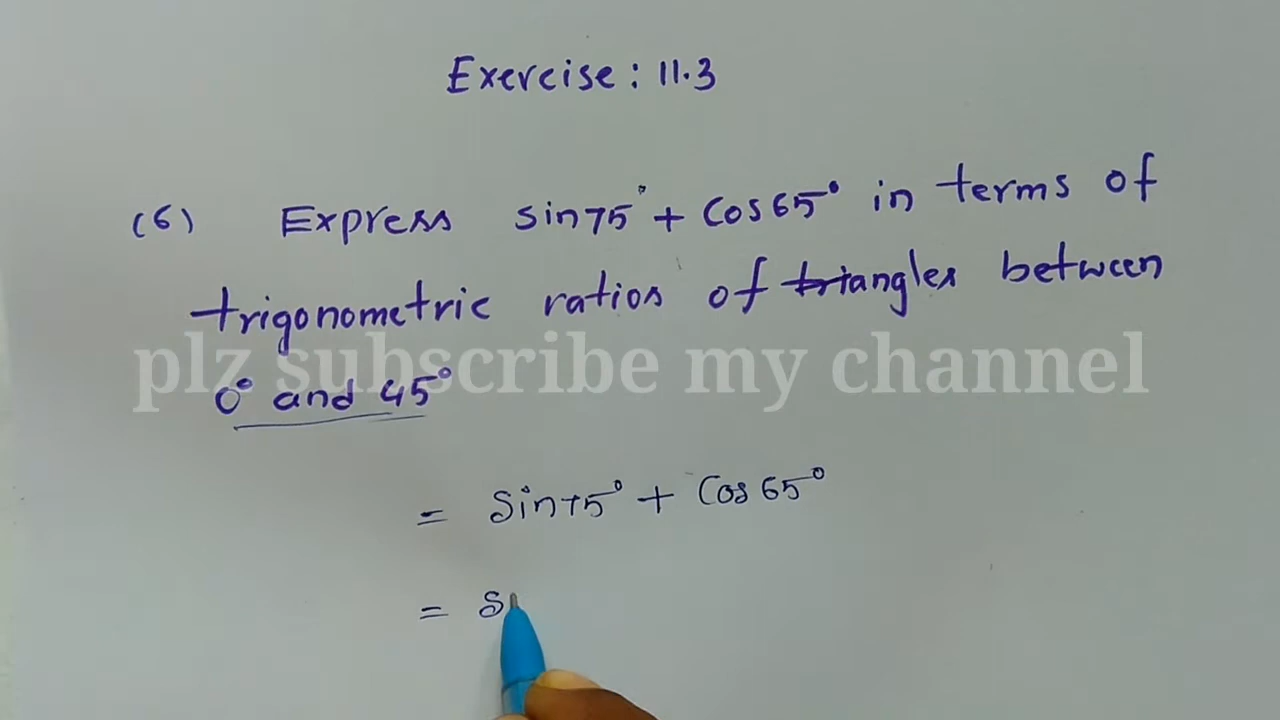 Exercise: 11.3
(6) Express sin75° + Cos65° in terms of
trigonometric ratios of triangles between
plz subscribe my channel
0° and 45°
= Sin75° + Cos65°
= S